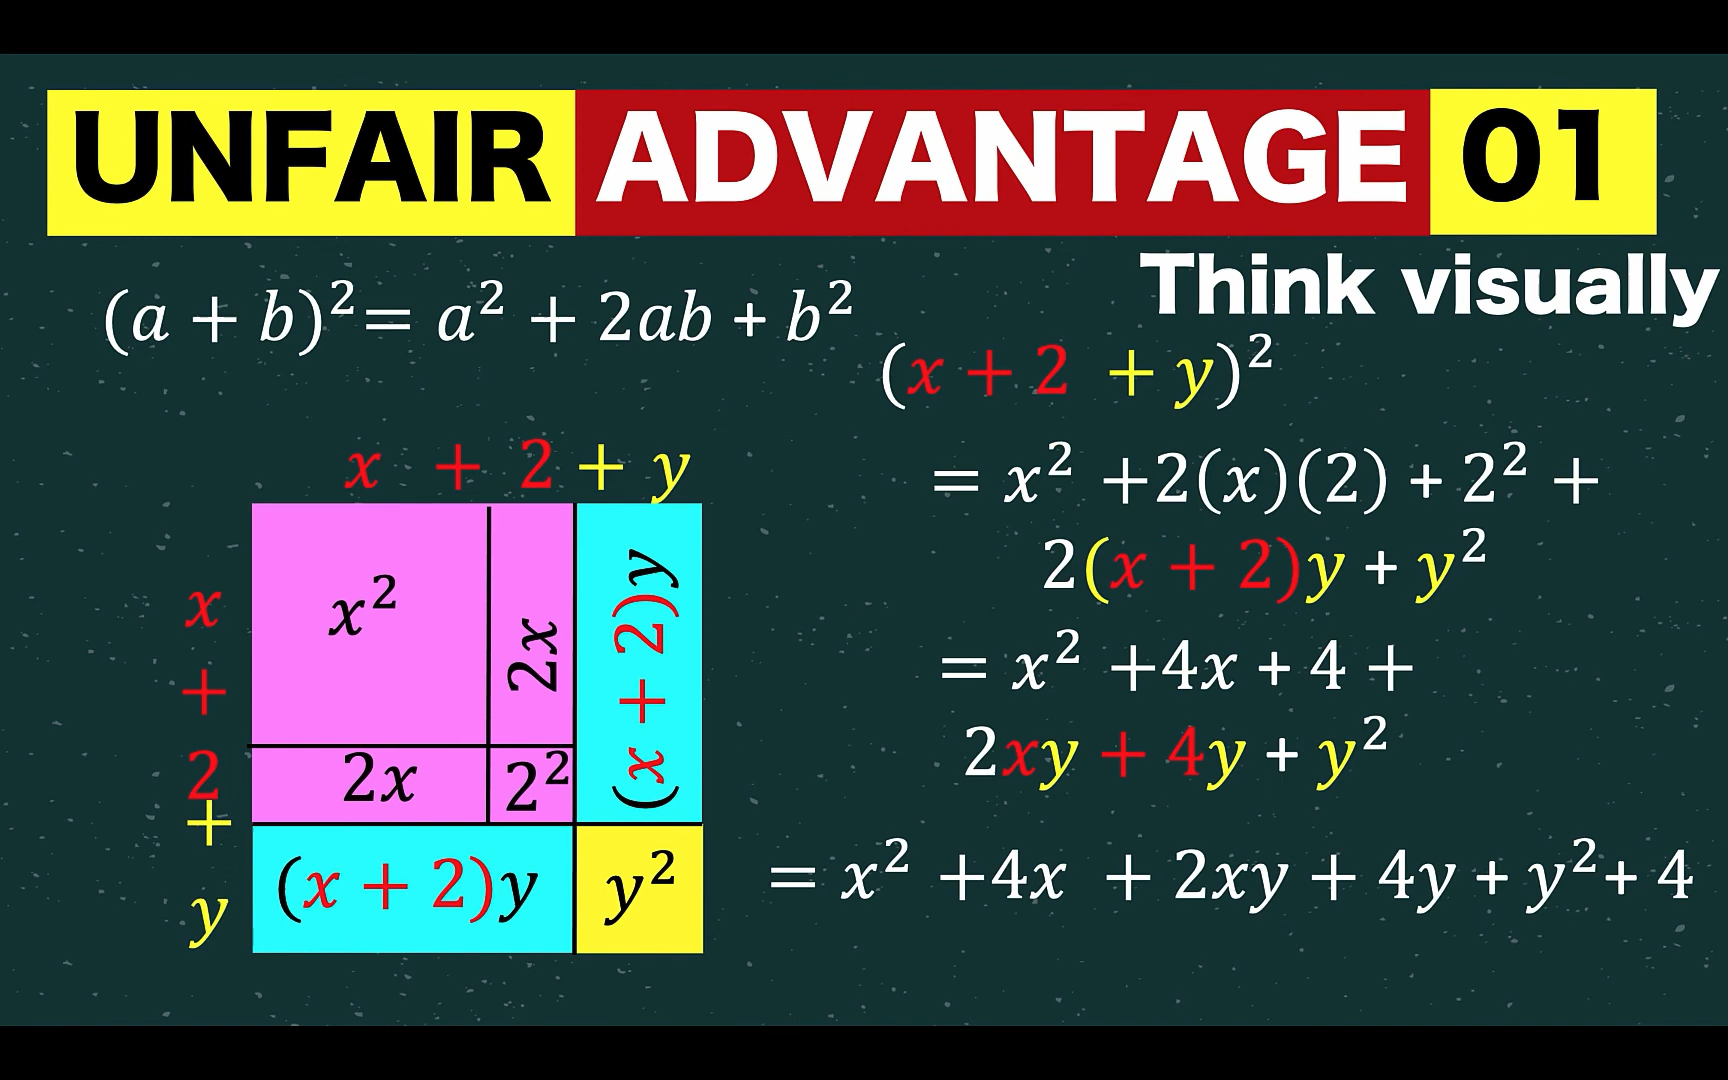 UNFAIR ADVANTAGE 01
Think visually
(a + b)² = a² + 2ab + b²
(x + 2 + y)²
= x² +2(x)(2) + 2² +
2(x + 2)y + y²
= x² +4x + 4 +
2xy + 4y + y²
= x² +4x + 2xy + 4y + y²+ 4
x + 2 + y
x
+
2
+
y
x²
2x
(x + 2)y
2x
2²
(x + 2)y
y²